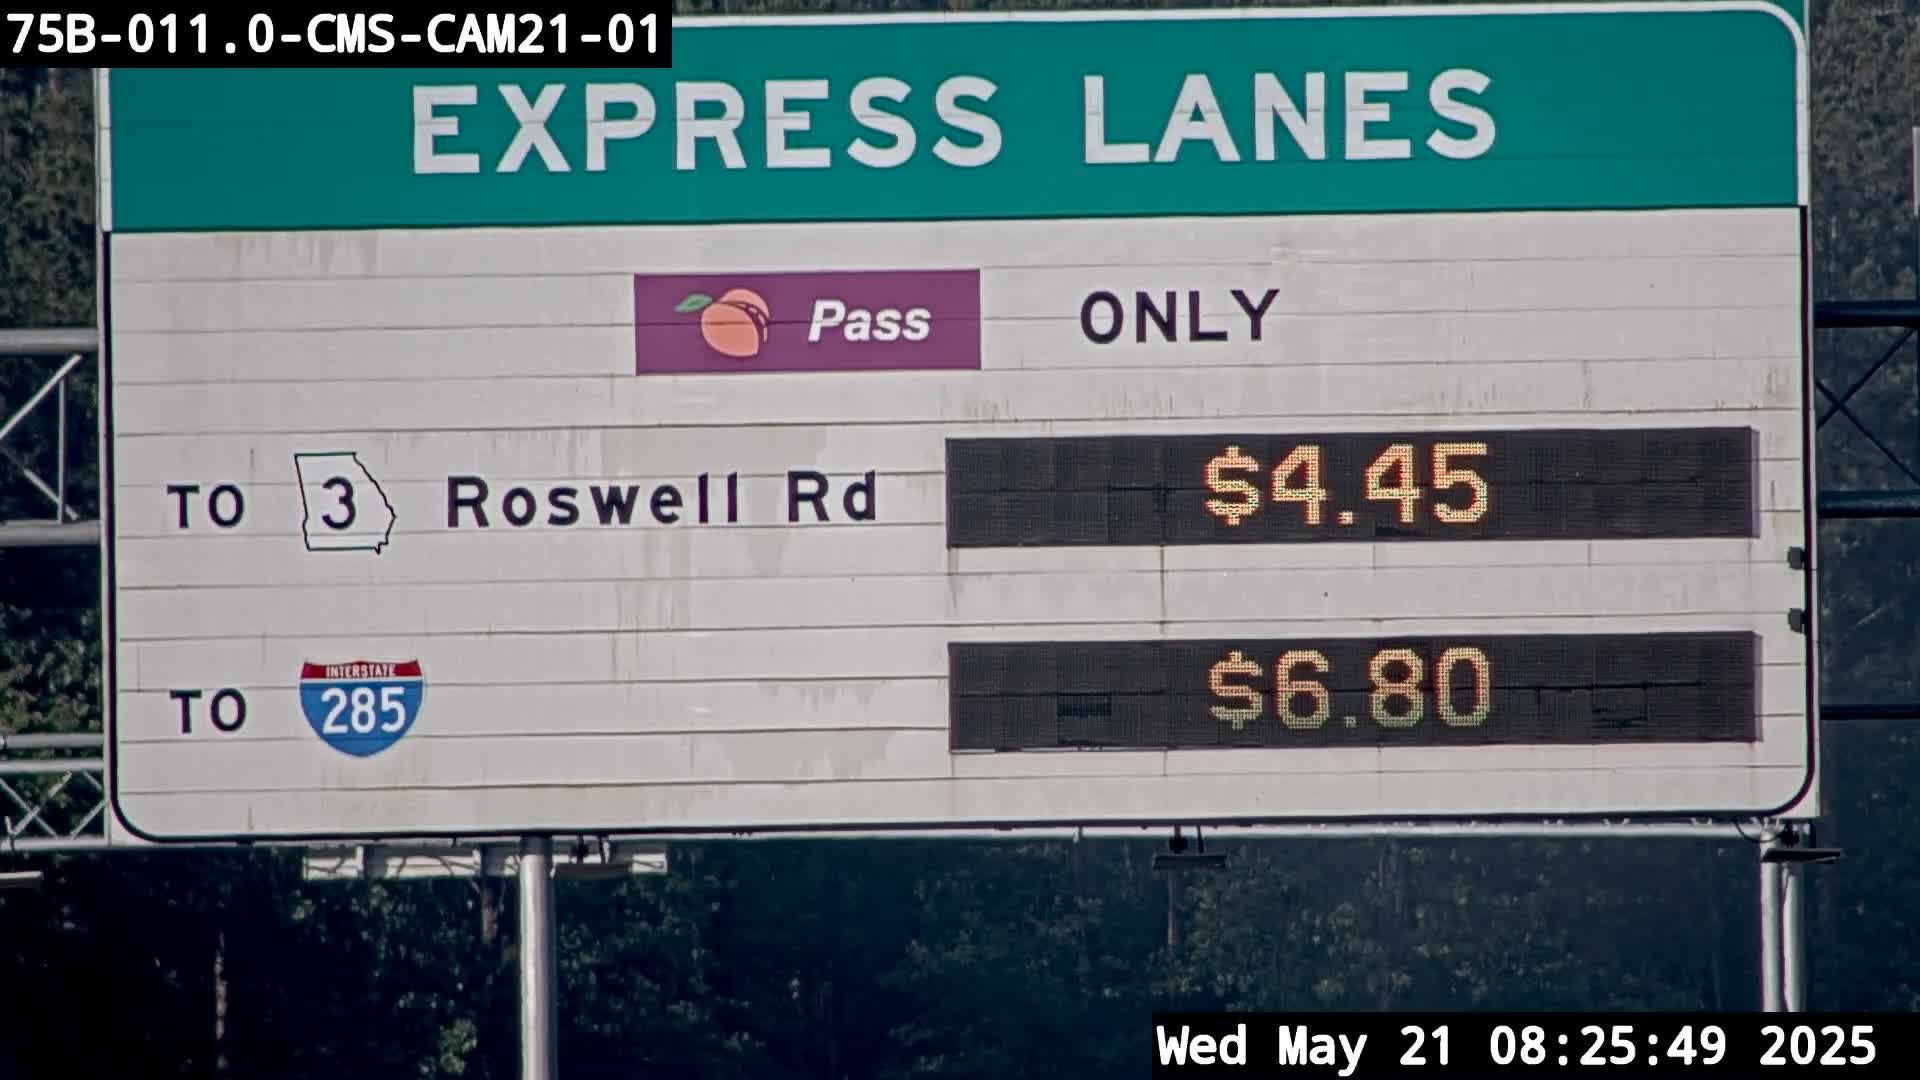 75B-011.0-CMS-CAM21-01
EXPRESS LANES
Pass ONLY
TO 3 Roswell Rd $4.45
TO INTERSTATE 285 $6.80
Wed May 21 08:25:49 2025